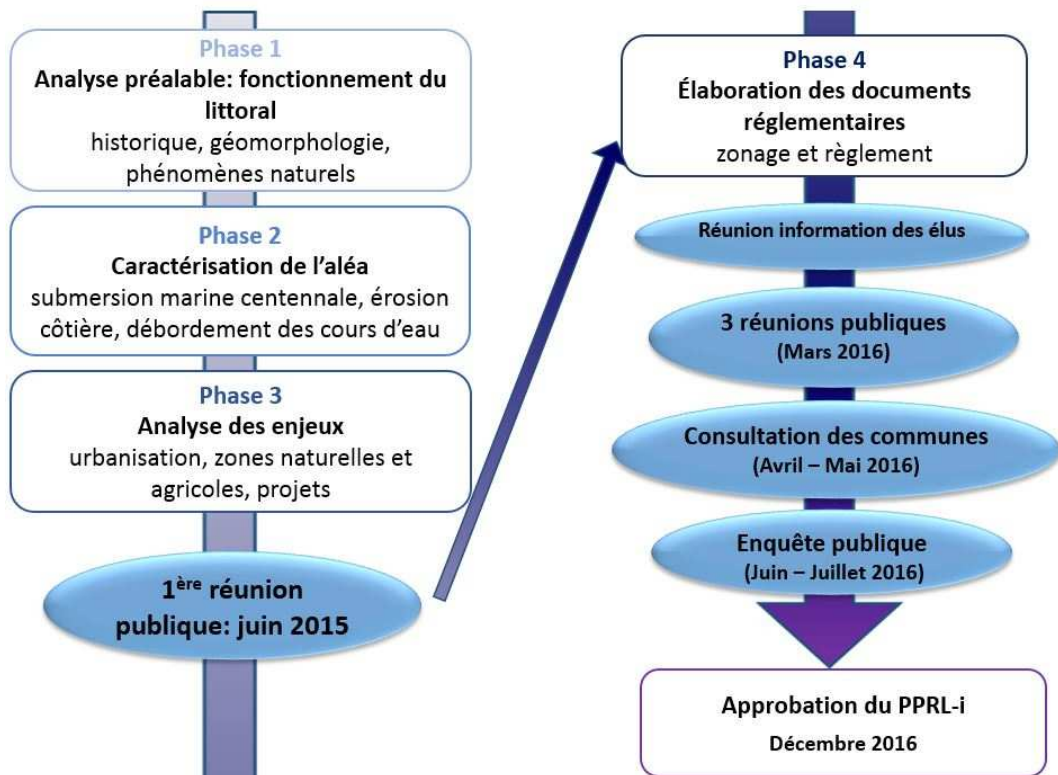 Phase 1
Analyse préalable: fonctionnement du
littoral
historique, géomorphologie,
phénomènes naturels
Phase 2
Caractérisation de l'aléa
submersion marine centennale, érosion
côtière, débordement des cours d'eau
Phase 3
Analyse des enjeux
urbanisation, zones naturelles et
agricoles, projets
1ère réunion
publique: juin 2015
Phase 4
Élaboration des documents
réglementaires
zonage et règlement
Réunion information des élus
3 réunions publiques
(Mars 2016)
Consultation des communes
(Avril – Mai 2016)
Enquête publique
(Juin – Juillet 2016)
Approbation du PPRL-i
Décembre 2016